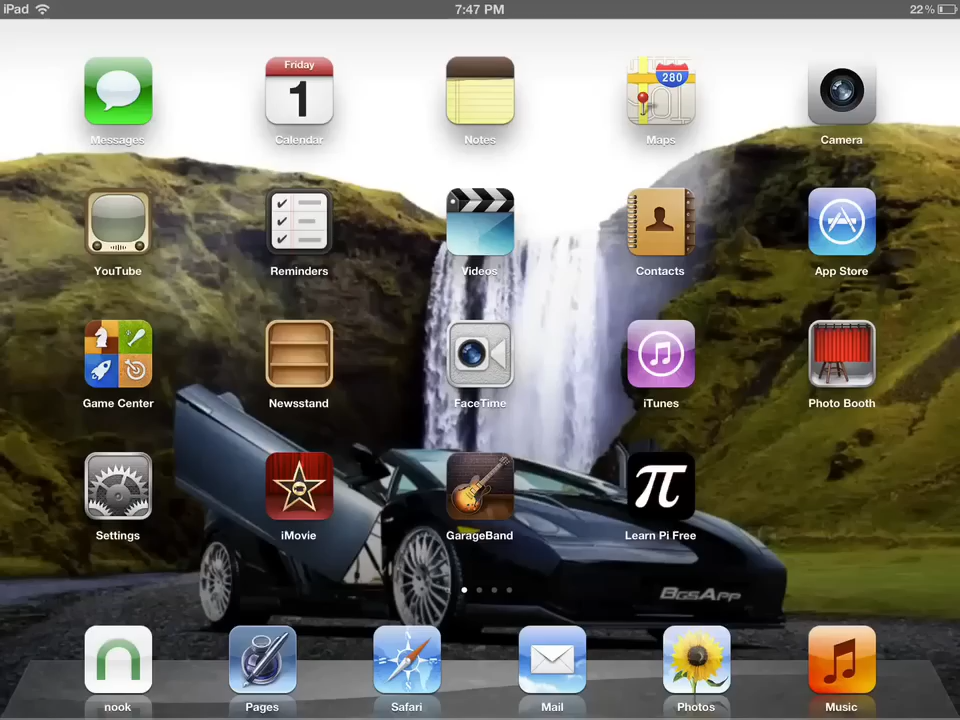 iPad 7:47 PM 22%
Friday
1
280
Messages Calendar Notes Maps Camera
YouTube Reminders Videos Contacts App Store
Game Center Newsstand FaceTime iTunes Photo Booth
π
Settings iMovie GarageBand Learn Pi Free
BGSAPP
nook Pages Safari Mail Photos Music